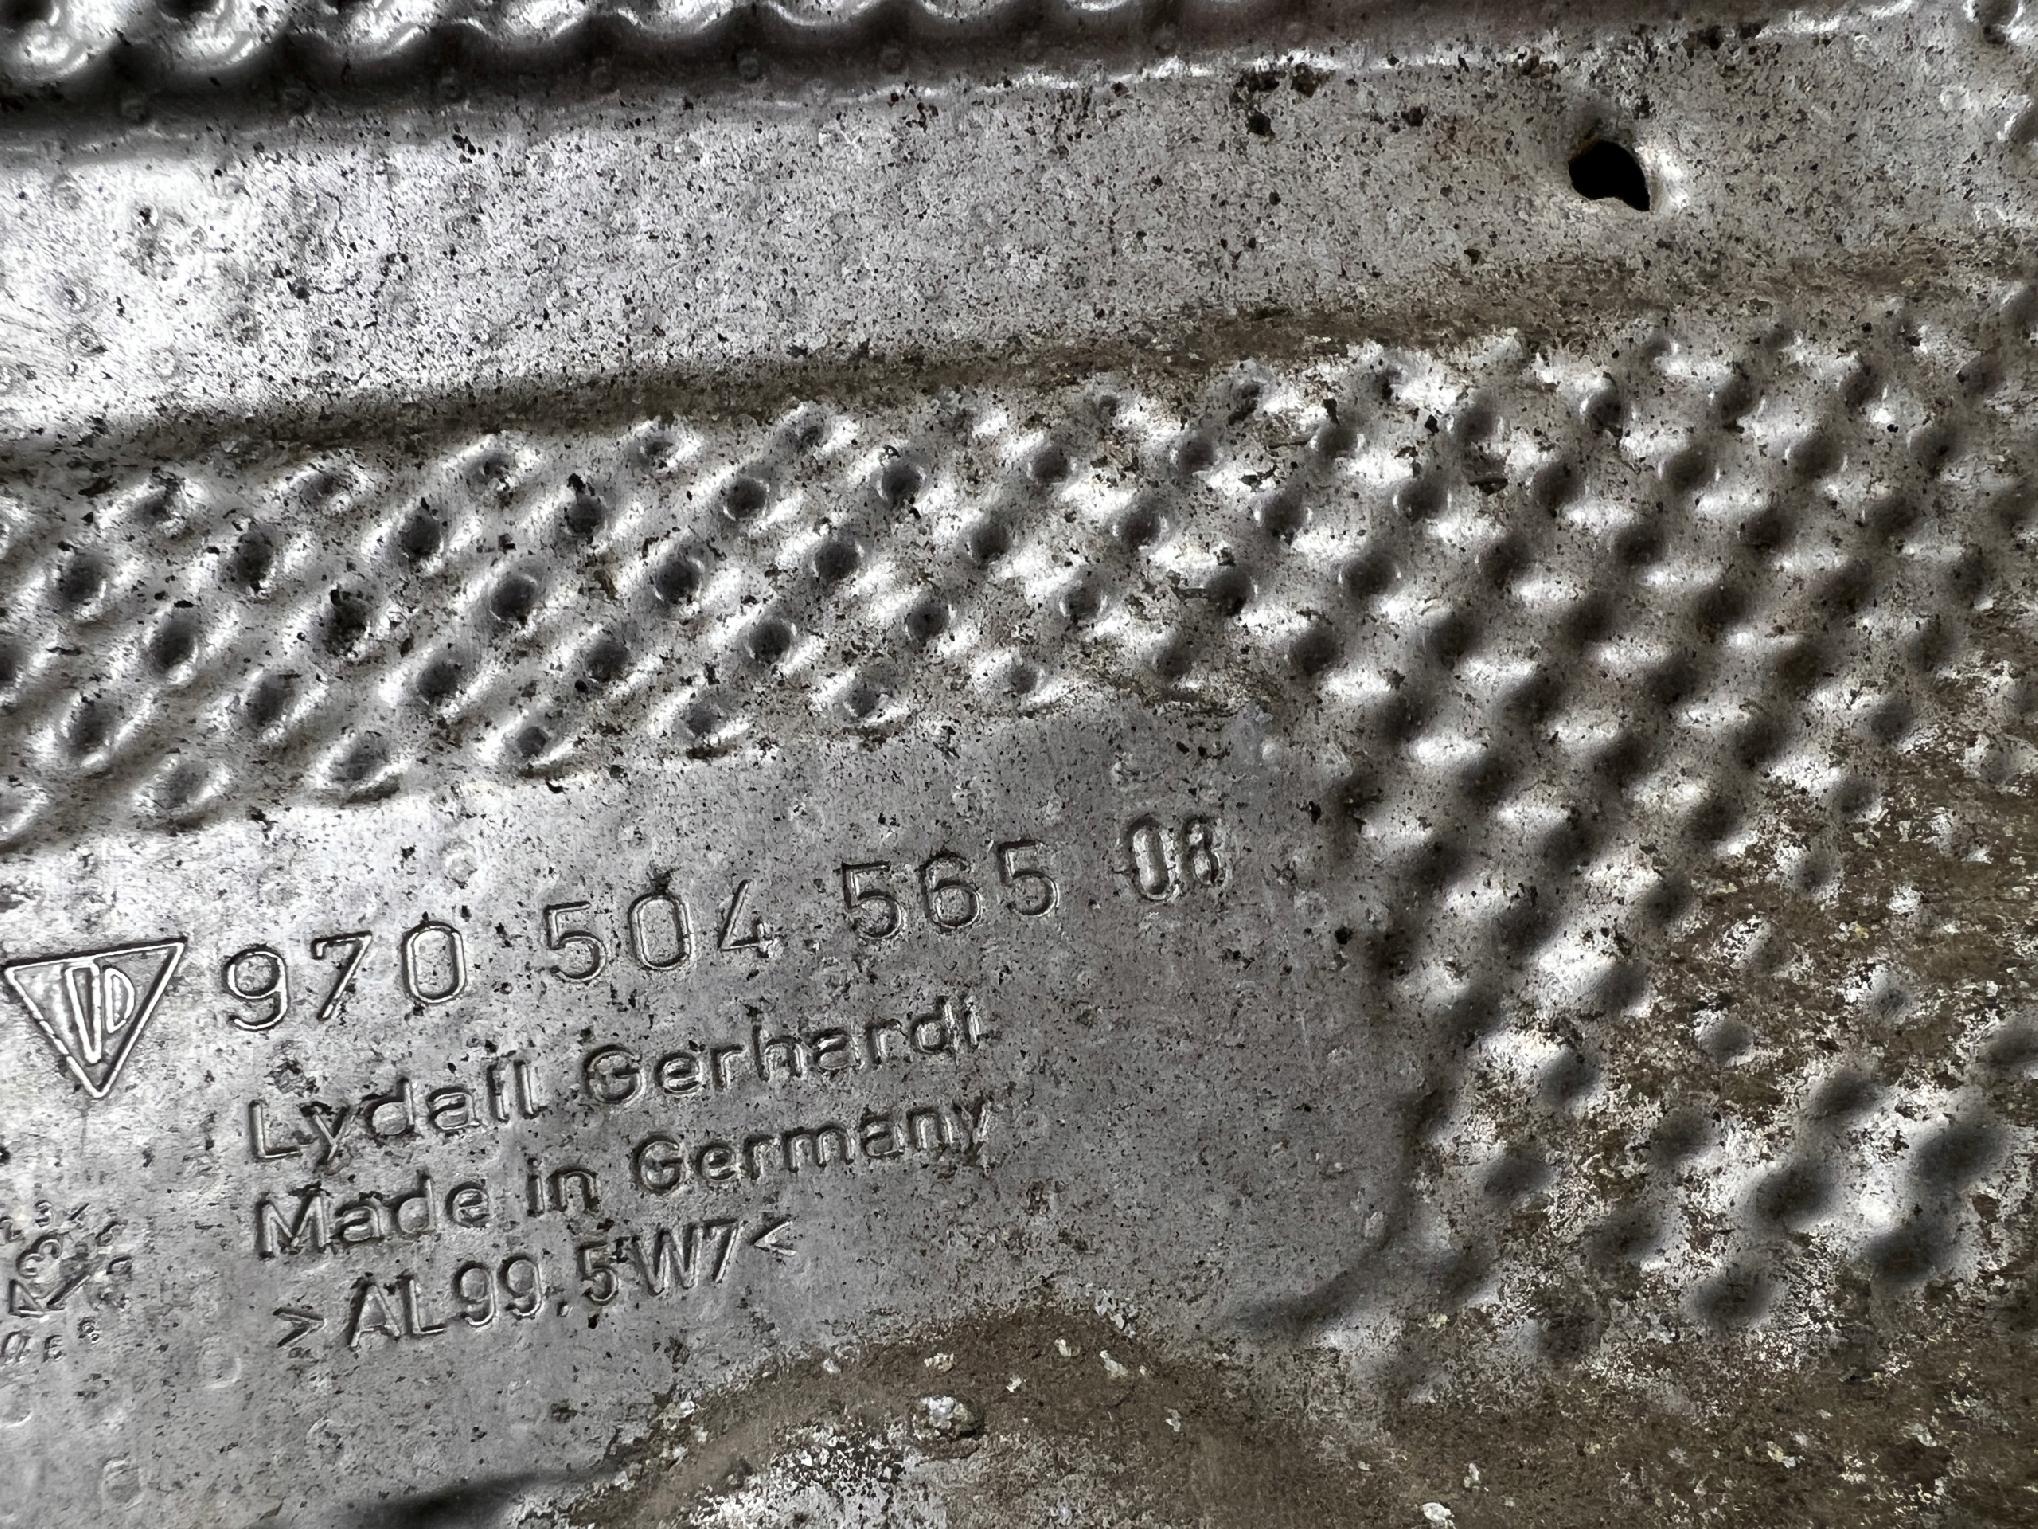 970 504 565 08
Lydall Gerhardi
Made in Germany
>AL99.5W7<